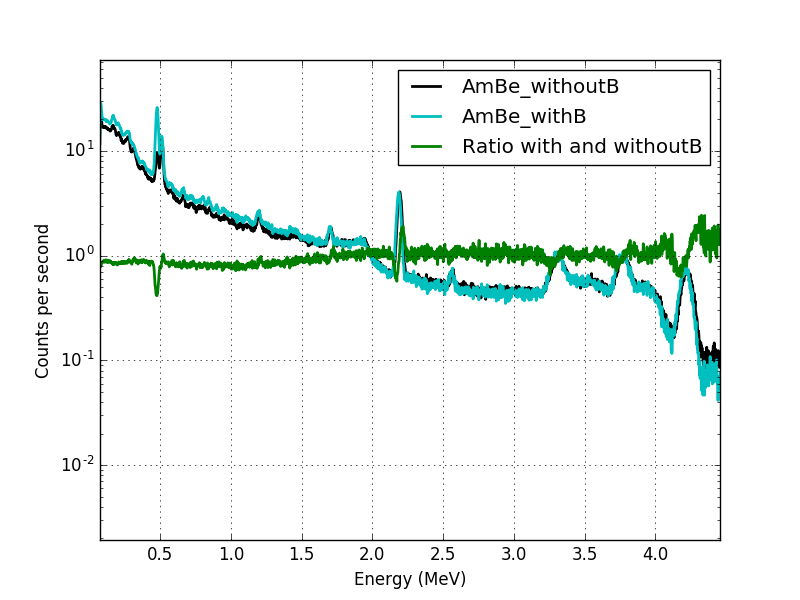 AmBe_withoutB
AmBe_withB
Ratio with and withoutB
Counts per second
10^1
10^0
10^-1
10^-2
0.5 1.0 1.5 2.0 2.5 3.0 3.5 4.0
Energy (MeV)